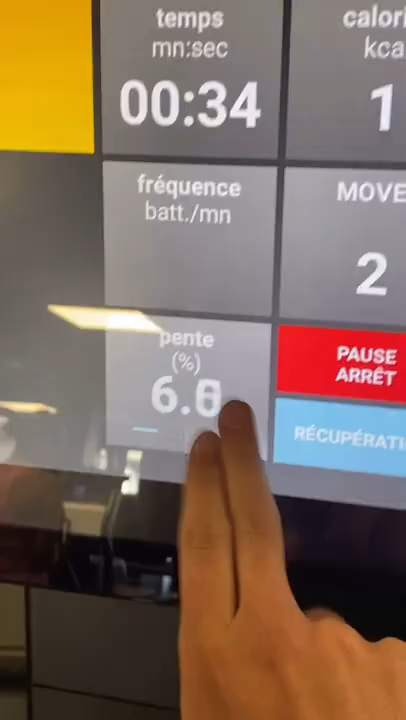 temps
mn:sec
00:34
calori
kca
1
fréquence
batt./mn
MOVE
2
pente
(%)
PAUSE
ARRÊT
RÉCUPÉRATI